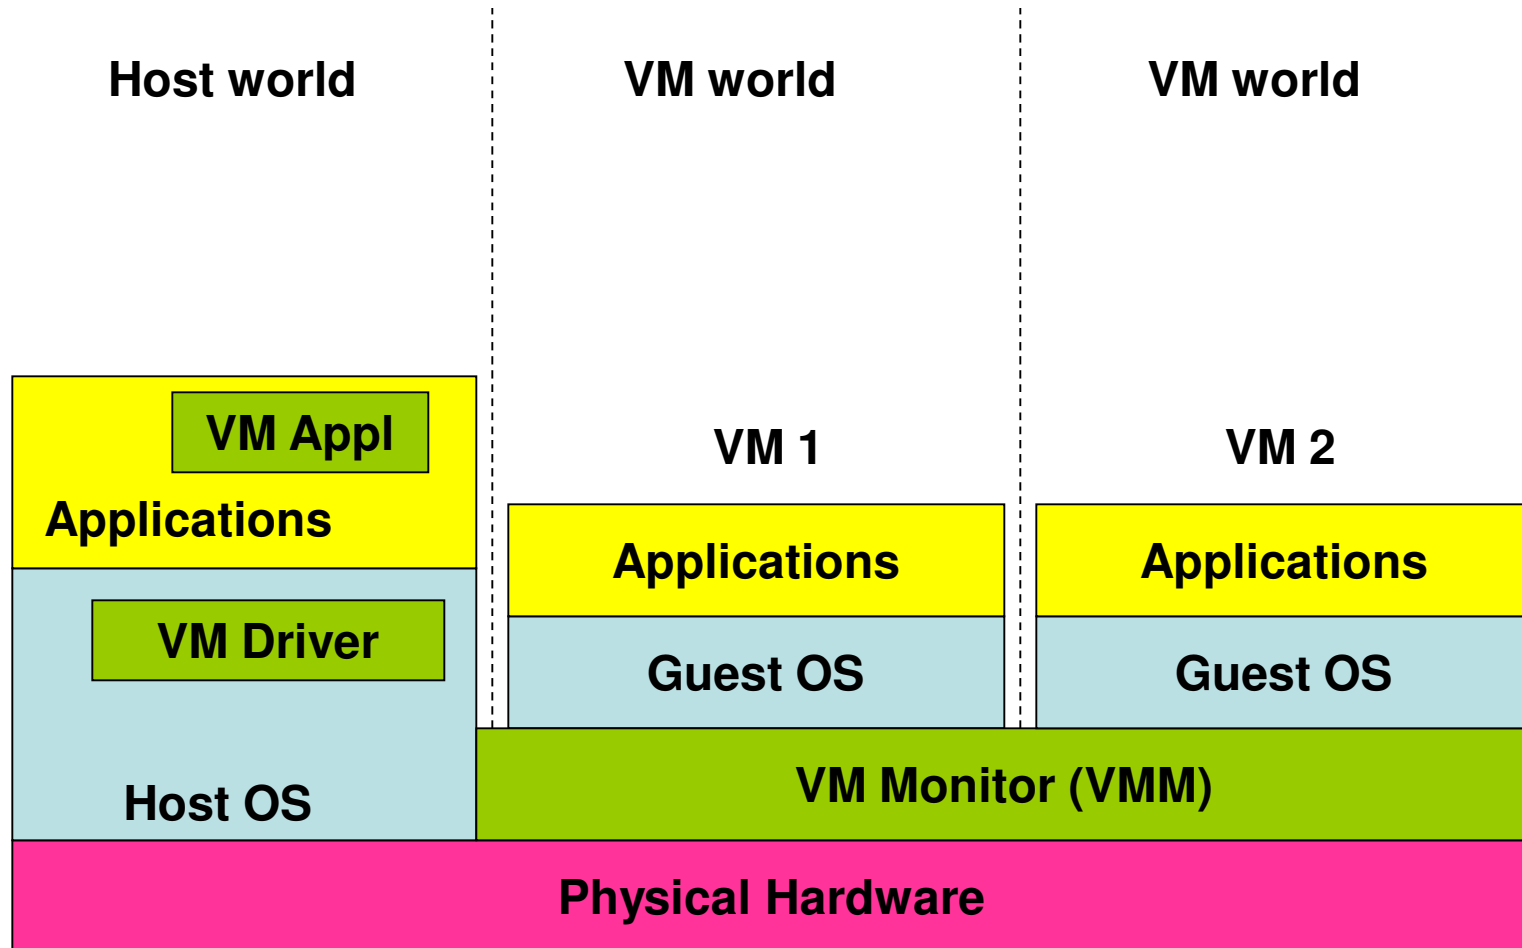 Host world
VM world
VM world
VM Appl
Applications
VM Driver
Host OS
VM 1
Applications
Guest OS
VM 2
Applications
Guest OS
VM Monitor (VMM)
Physical Hardware